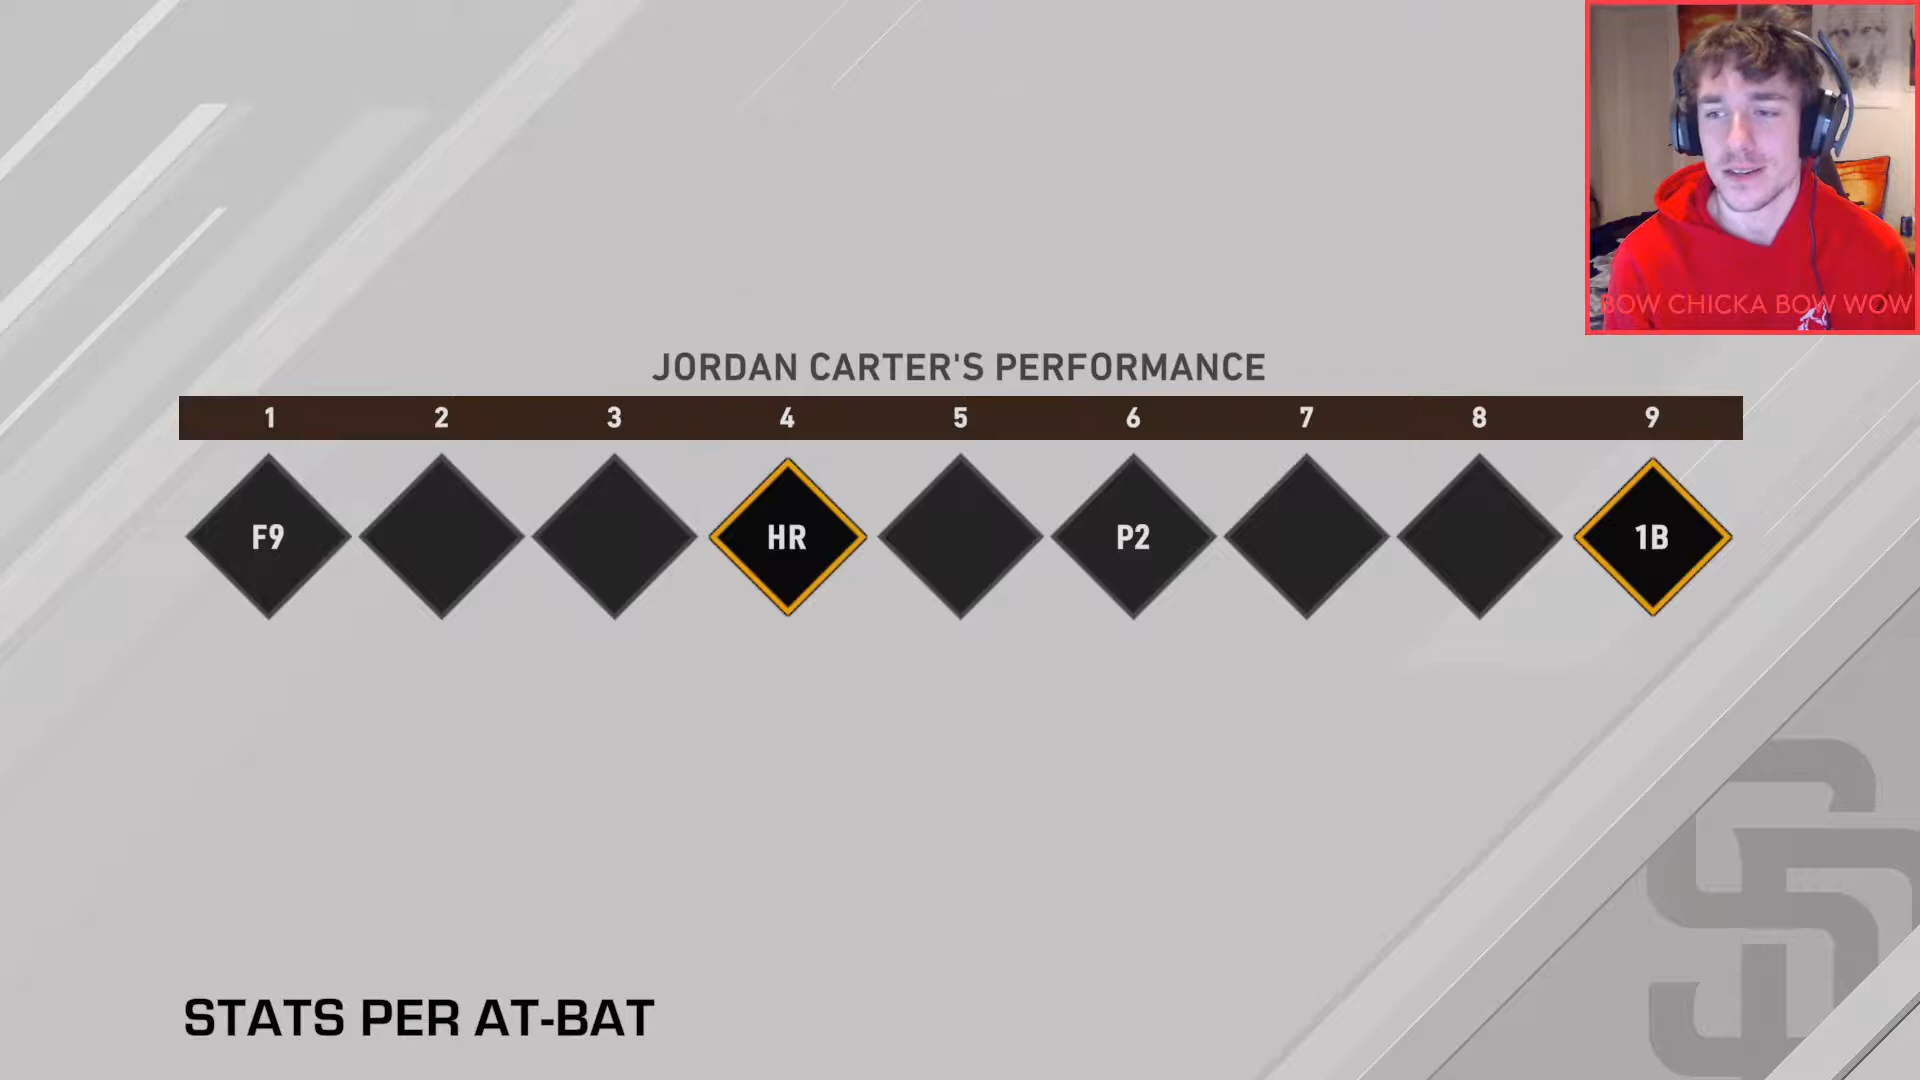 BOW CHICKA BOW WOW
JORDAN CARTER'S PERFORMANCE
1 2 3 4 5 6 7 8 9
F9 HR P2 1B
STATS PER AT-BAT
SD